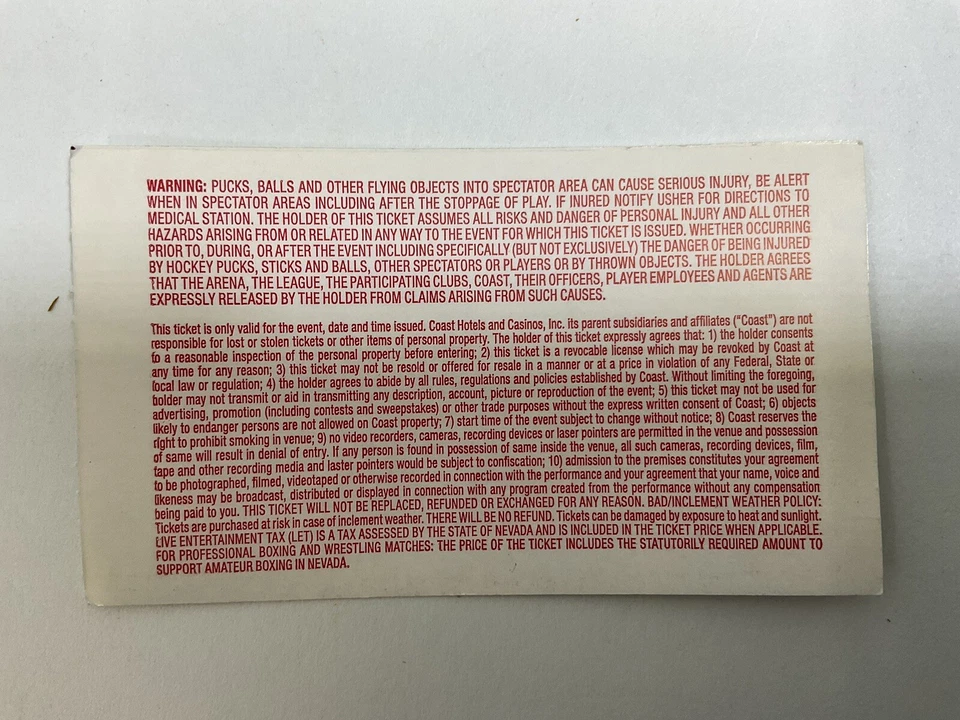 WARNING: PUCKS, BALLS AND OTHER FLYING OBJECTS INTO SPECTATOR AREA CAN CAUSE SERIOUS INJURY, BE ALERT
WHEN IN SPECTATOR AREAS INCLUDING AFTER THE STOPPAGE OF PLAY. IF INURED NOTIFY USHER FOR DIRECTIONS TO
MEDICAL STATION. THE HOLDER OF THIS TICKET ASSUMES ALL RISKS AND DANGER OF PERSONAL INJURY AND ALL OTHER
HAZARDS ARISING FROM OR RELATED IN ANY WAY TO THE EVENT FOR WHICH THIS TICKET IS ISSUED. WHETHER OCCURRING
PRIOR TO, DURING, OR AFTER THE EVENT INCLUDING SPECIFICALLY (BUT NOT EXCLUSIVELY) THE DANGER OF BEING INJURED
BY HOCKEY PUCKS, STICKS AND BALLS, OTHER SPECTATORS OR PLAYERS OR BY THROWN OBJECTS. THE HOLDER AGREES
THAT THE ARENA, THE LEAGUE, THE PARTICIPATING CLUBS, COAST, THEIR OFFICERS, PLAYER EMPLOYEES AND AGENTS ARE
EXPRESSLY RELEASED BY THE HOLDER FROM CLAIMS ARISING FROM SUCH CAUSES.
This ticket is only valid for the event, date and time issued. Coast Hotels and Casinos, Inc. its parent subsidiaries and affiliates ("Coast") are not
responsible for lost or stolen tickets or other items of personal property. The holder of this ticket expressly agrees that: 1) the holder consents
to a reasonable inspection of the personal property before entering; 2) this ticket is a revocable license which may be revoked by Coast at
any time for any reason; 3) this ticket may not be resold or offered for resale in a manner or at a price in violation of any Federal, State or
local law or regulation; 4) the holder agrees to abide by all rules, regulations and policies established by Coast. Without limiting the foregoing,
holder may not transmit or aid in transmitting any description, account, picture or reproduction of the event; 5) this ticket may not be used for
advertising, promotion (including contests and sweepstakes) or other trade purposes without the express written consent of Coast; 6) objects
likely to endanger persons are not allowed on Coast property; 7) start time of the event subject to change without notice; 8) Coast reserves the
right to prohibit smoking in venue; 9) no video recorders, cameras, recording devices or laser pointers are permitted in the venue and possession
of same will result in denial of entry. If any person is found in possession of same inside the venue, all such cameras, recording devices, film,
tape and other recording media and laster pointers would be subject to confiscation; 10) admission to the premises constitutes your agreement
to be photographed, filmed, videotaped or otherwise recorded in connection with the performance and your agreement that your name, voice and
likeness may be broadcast, distributed or displayed in connection with any program created from the performance without any compensation
being paid to you. THIS TICKET WILL NOT BE REPLACED, REFUNDED OR EXCHANGED FOR ANY REASON. BAD/INCLEMENT WEATHER POLICY:
Tickets are purchased at risk in case of inclement weather. THERE WILL BE NO REFUND. Tickets can be damaged by exposure to heat and sunlight.
LIVE ENTERTAINMENT TAX (LET) IS A TAX ASSESSED BY THE STATE OF NEVADA AND IS INCLUDED IN THE TICKET PRICE WHEN APPLICABLE.
FOR PROFESSIONAL BOXING AND WRESTLING MATCHES: THE PRICE OF THE TICKET INCLUDES THE STATUTORILY REQUIRED AMOUNT TO
SUPPORT AMATEUR BOXING IN NEVADA.